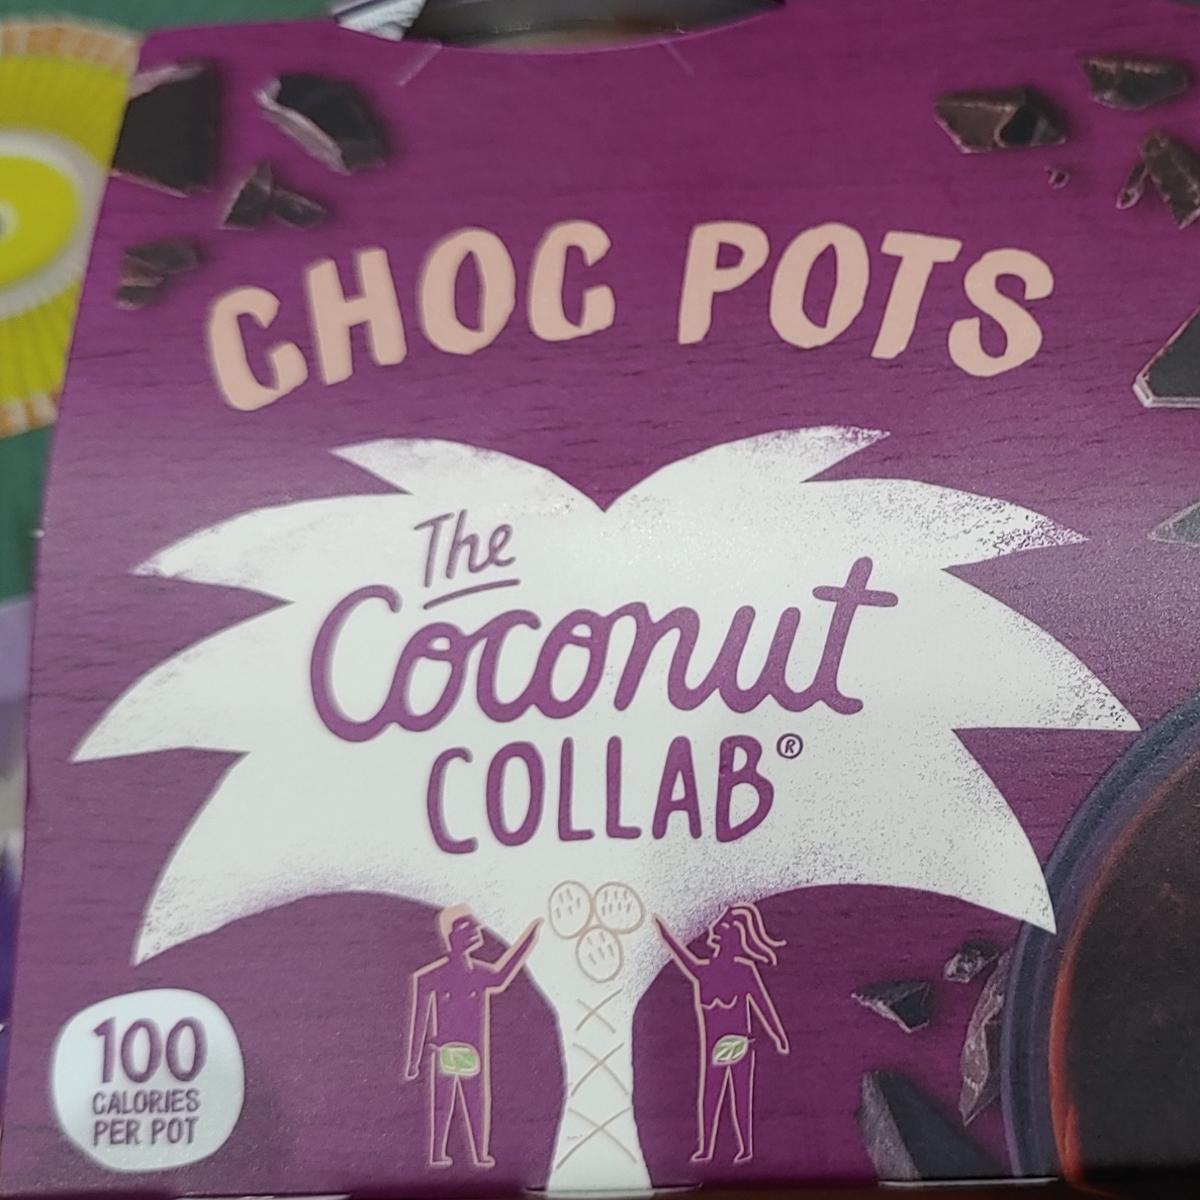 CHOC POTS
The
Coconut
COLLAB®
100
CALORIES
PER POT